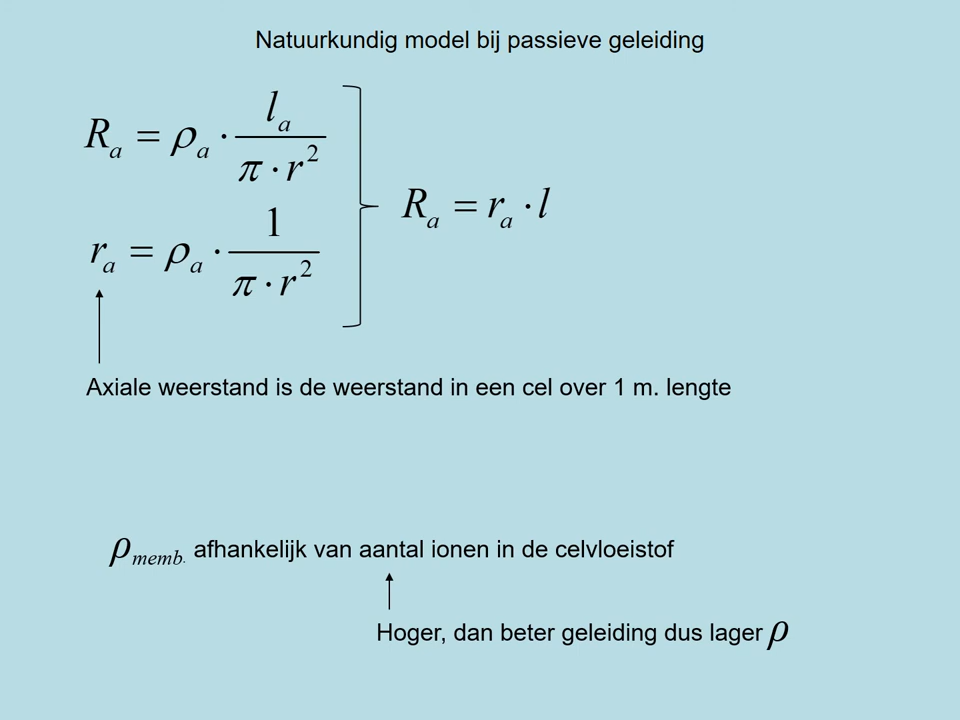 Natuurkundig model bij passieve geleiding
R_a = ρ_a · l_a / (π · r²)
R_a = r_a · l
r_a = ρ_a · 1 / (π · r²)
Axiale weerstand is de weerstand in een cel over 1 m. lengte
ρ_memb. afhankelijk van aantal ionen in de celvloeistof
Hoger, dan beter geleiding dus lager ρ